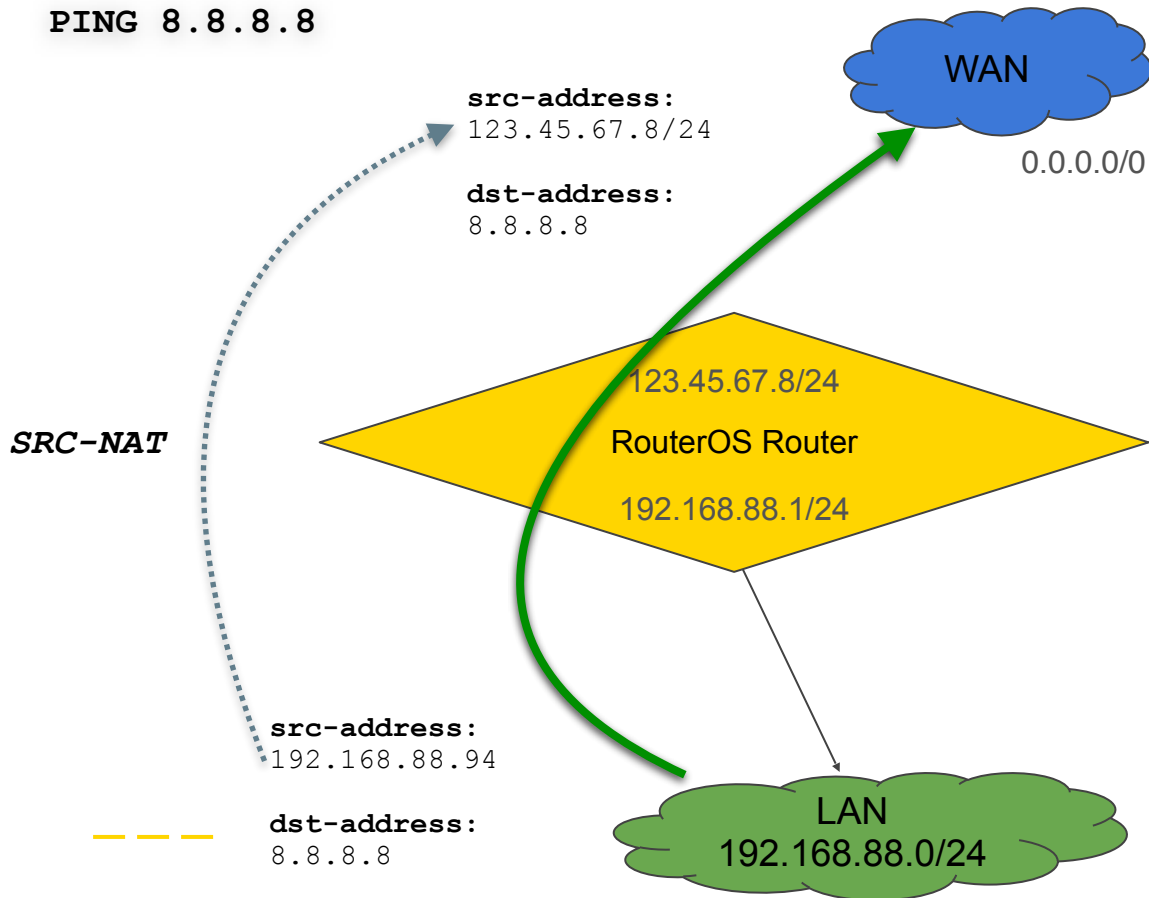 PING 8.8.8.8
WAN
src-address:
123.45.67.8/24
0.0.0.0/0
dst-address:
8.8.8.8
123.45.67.8/24
SRC-NAT
RouterOS Router
192.168.88.1/24
src-address:
192.168.88.94
dst-address:
8.8.8.8
LAN
192.168.88.0/24